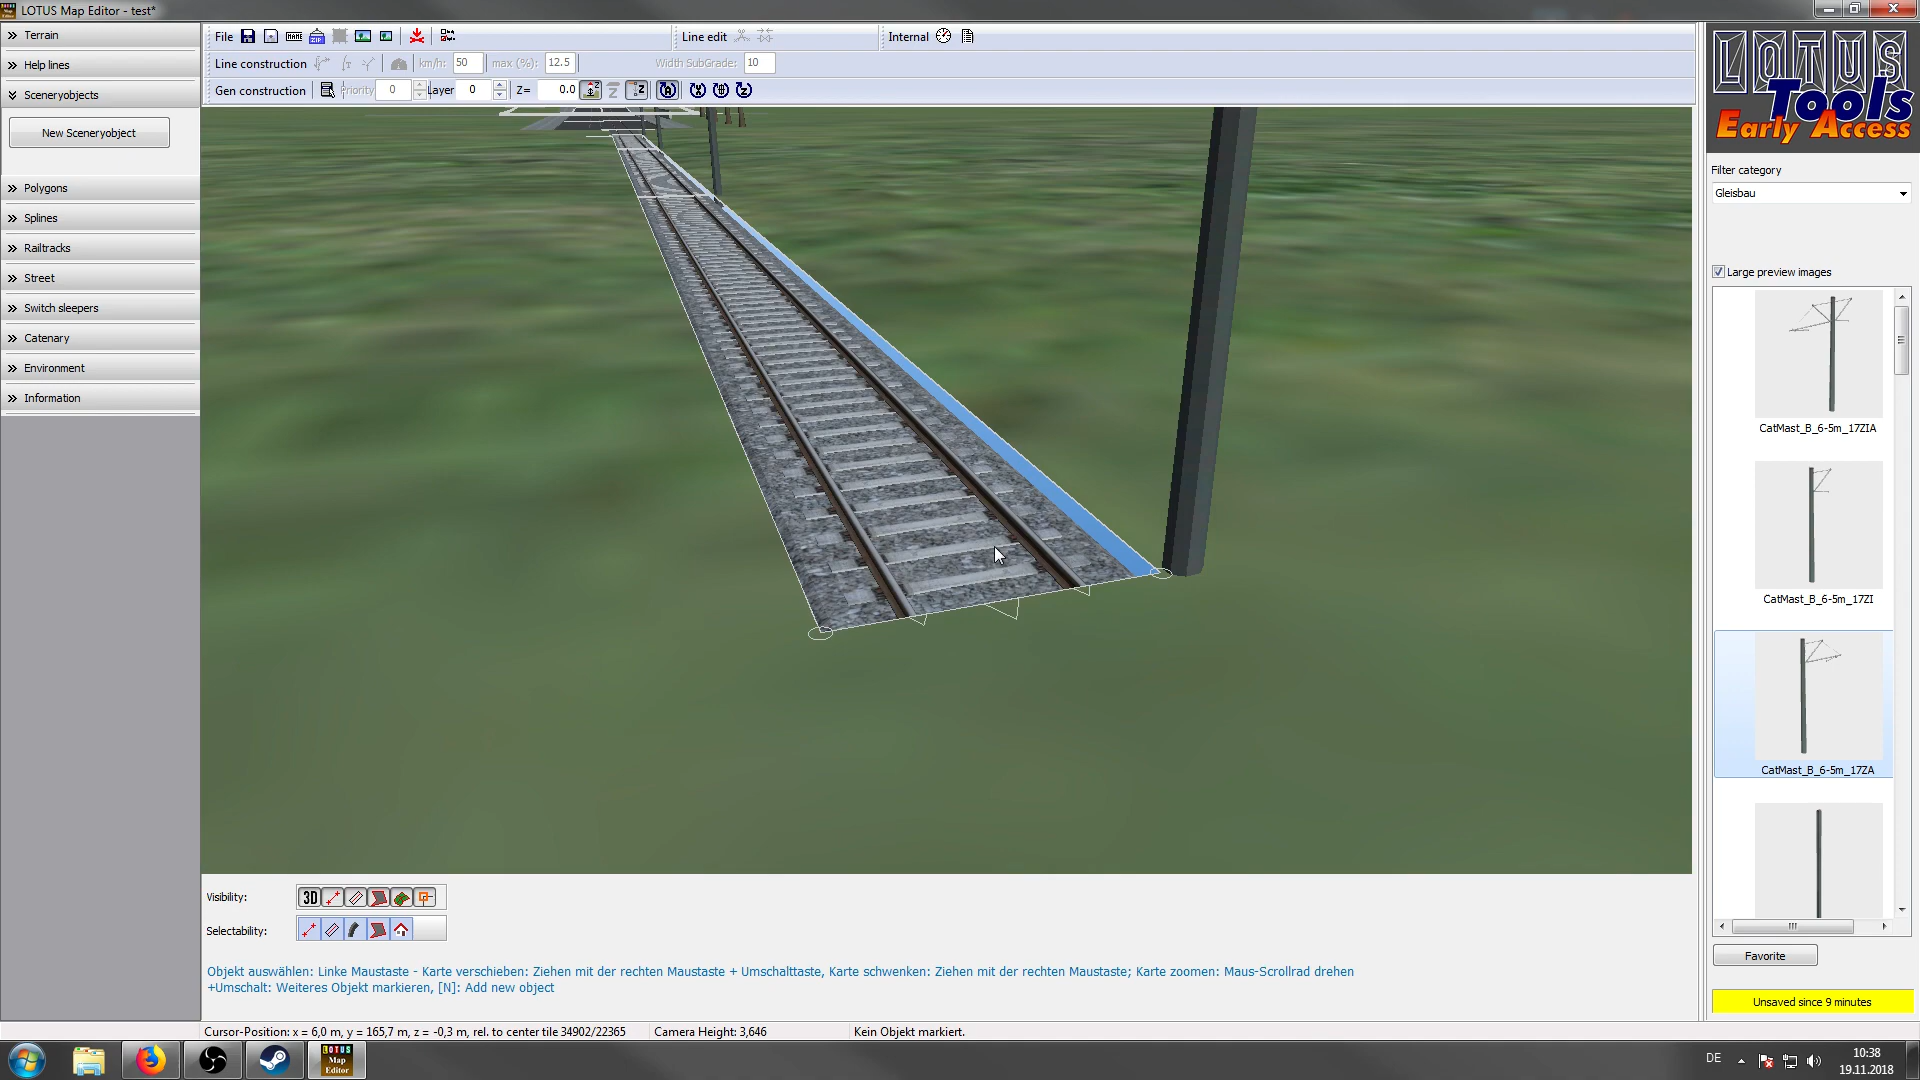 LOTUS Map Editor - test*
Terrain
Help lines
Sceneryobjects
New Sceneryobject
Polygons
Splines
Railtracks
Street
Switch sleepers
Catenary
Environment
Information
File
NAME
ZIP
Line edit
Internal
Line construction
km/h: 50
max (%): 12.5
Width SubGrade: 10
Gen construction
Priority 0
Layer 0
Z= 0.0
LOTUS
Tools
Early Access
Filter category
Gleisbau
Large preview images
CatMast_B_6-5m_17ZIA
CatMast_B_6-5m_17ZI
CatMast_B_6-5m_17ZA
Favorite
Unsaved since 9 minutes
Visibility:
3D
Selectability:
Objekt auswählen: Linke Maustaste - Karte verschieben: Ziehen mit der rechten Maustaste + Umschalttaste, Karte schwenken: Ziehen mit der rechten Maustaste; Karte zoomen: Maus-Scrollrad drehen
+Umschalt: Weiteres Objekt markieren, [N]: Add new object
Cursor-Position: x = 6,0 m, y = 165,7 m, z = -0,3 m, rel. to center tile 34902/22365
Camera Height: 3,646
Kein Objekt markiert.
LOTUS
Map
Editor
DE
10:38
19.11.2018